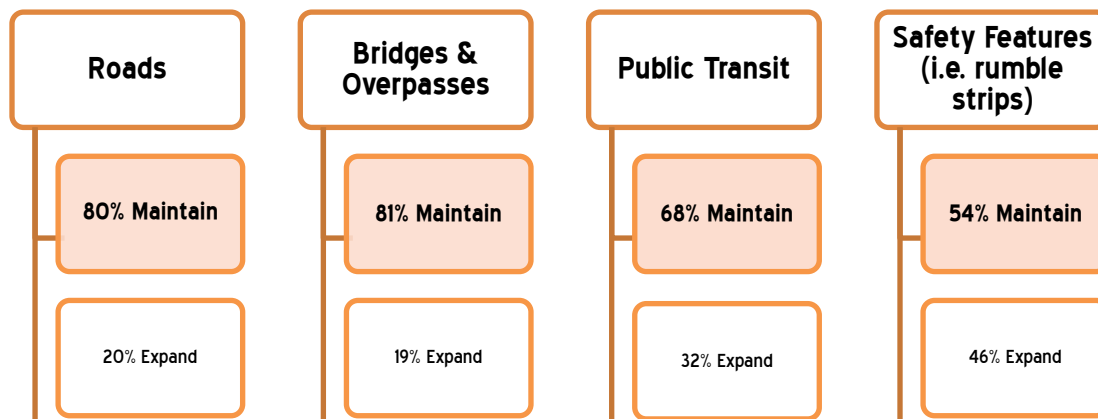 Roads
80% Maintain
20% Expand
Bridges &
Overpasses
81% Maintain
19% Expand
Public Transit
68% Maintain
32% Expand
Safety Features
(i.e. rumble
strips)
54% Maintain
46% Expand